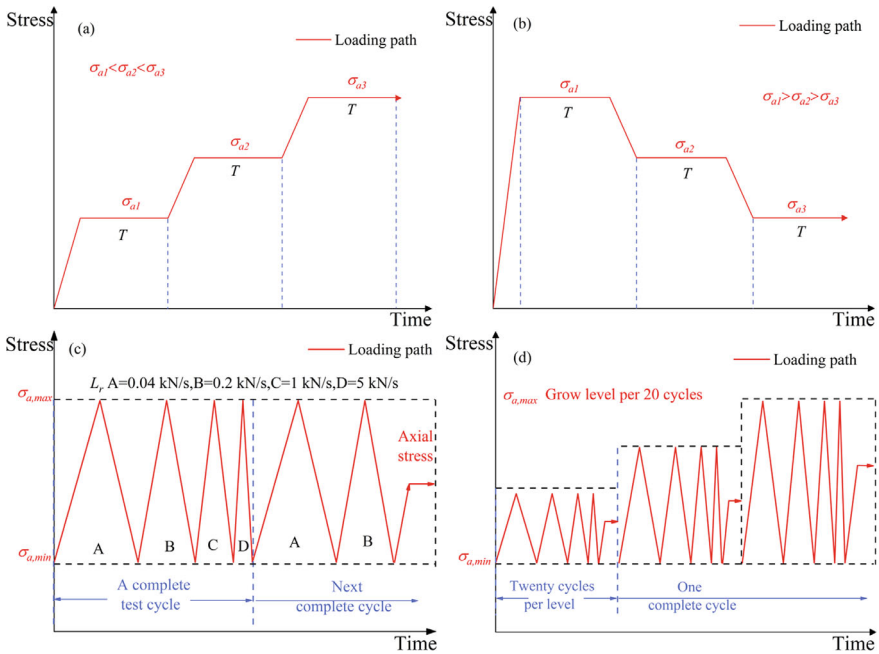 Stress
(a)
Loading path
σa1<σa2<σa3
σa3
T
σa2
T
σa1
T
Time
Stress
(b)
Loading path
σa1
T
σa1>σa2>σa3
σa2
T
σa3
T
Time
Stress
(c)
Loading path
Lr A=0.04 kN/s,B=0.2 kN/s,C=1 kN/s,D=5 kN/s
σa,max
Axial
stress
A B C D A B
σa,min
A complete
test cycle
Next
complete cycle
Time
Stress
(d)
Loading path
σa,max Grow level per 20 cycles
σa,min
Twenty cycles
per level
One
complete cycle
Time